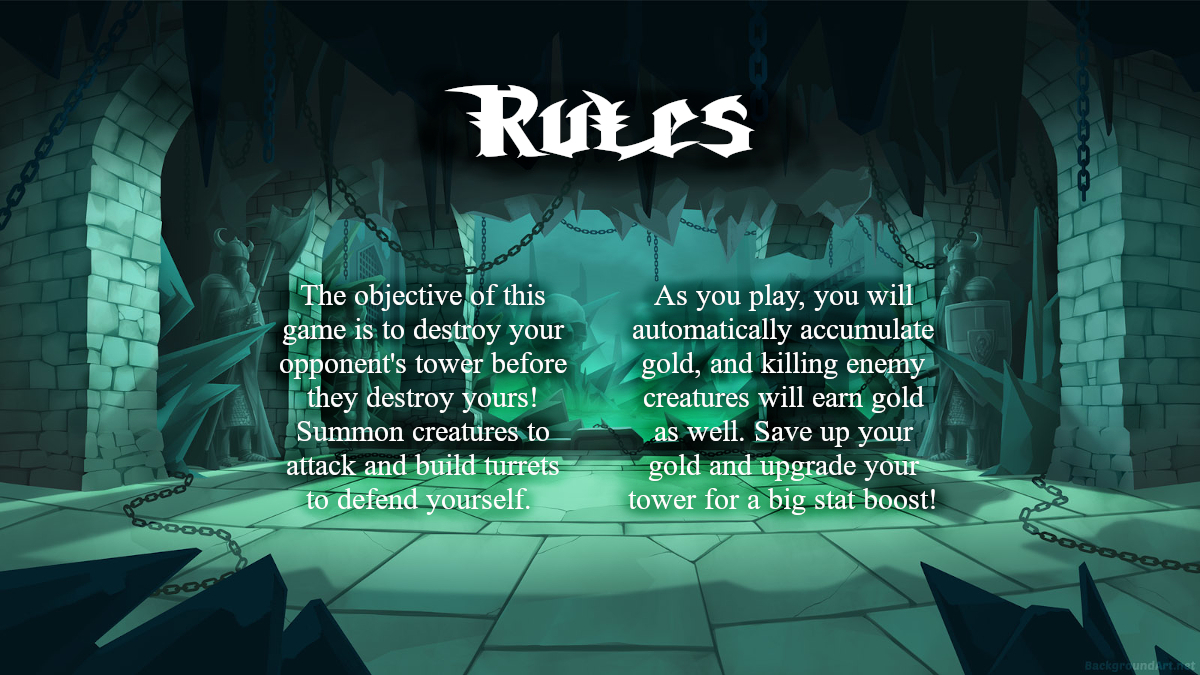 Rules
The objective of this
game is to destroy your
opponent's tower before
they destroy yours!
Summon creatures to
attack and build turrets
to defend yourself.
As you play, you will
automatically accumulate
gold, and killing enemy
creatures will earn gold
as well. Save up your
gold and upgrade your
tower for a big stat boost!
BackgroundArt.net